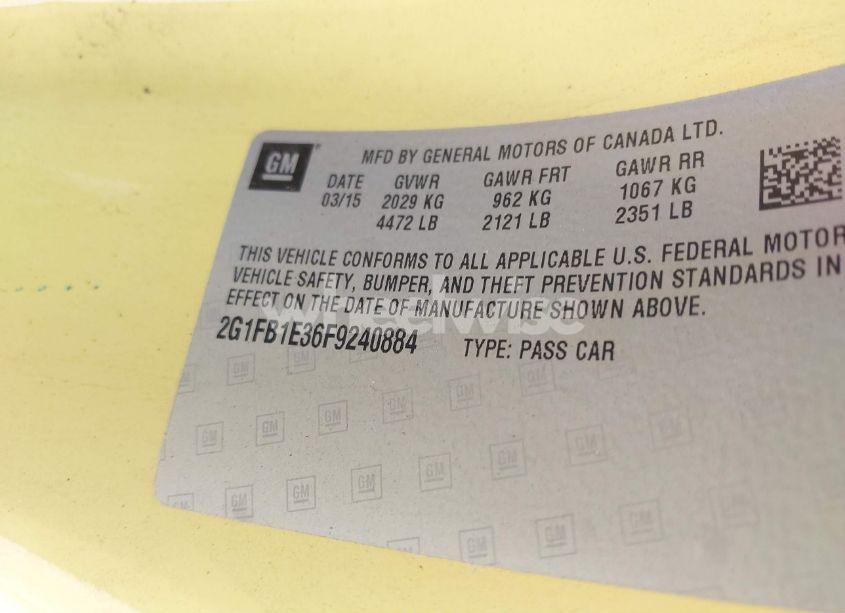 GM
MFD BY GENERAL MOTORS OF CANADA LTD.
DATE GVWR GAWR FRT GAWR RR
03/15 2029 KG 962 KG 1067 KG
4472 LB 2121 LB 2351 LB
THIS VEHICLE CONFORMS TO ALL APPLICABLE U.S. FEDERAL MOTOR
VEHICLE SAFETY, BUMPER, AND THEFT PREVENTION STANDARDS IN
EFFECT ON THE DATE OF MANUFACTURE SHOWN ABOVE.
wheelwise
2G1FB1E36F9240884 TYPE: PASS CAR